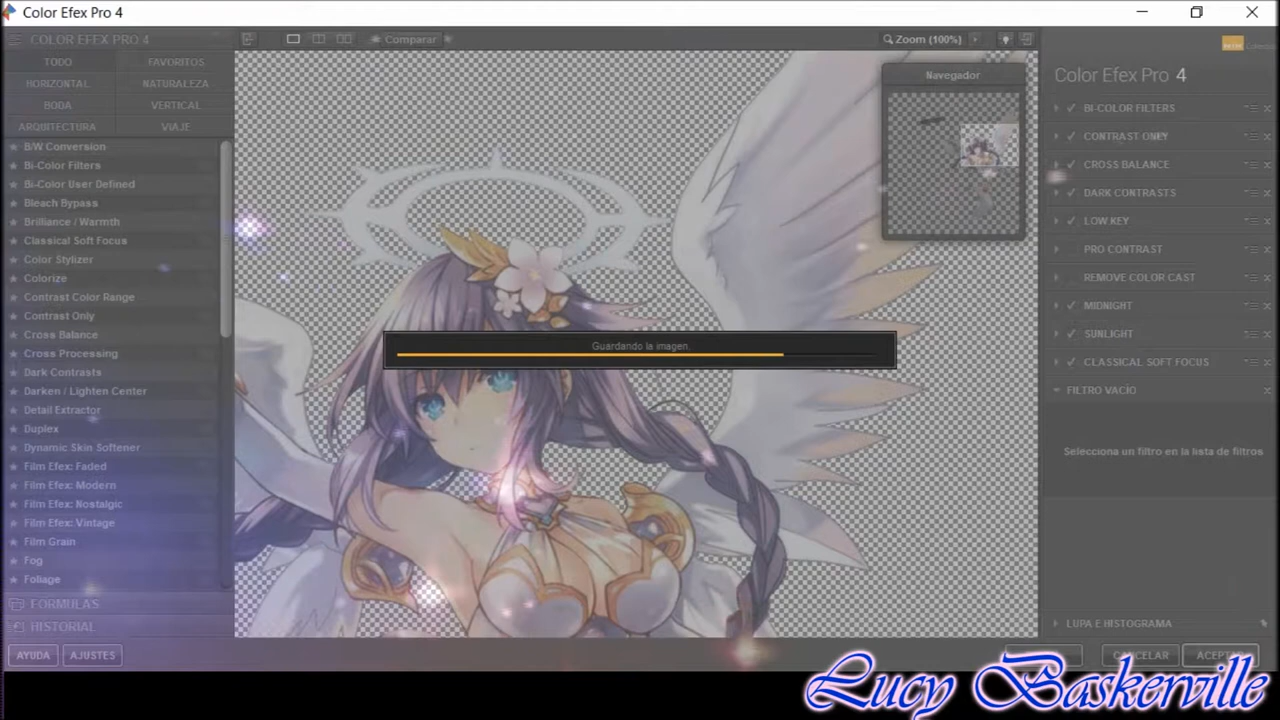 Color Efex Pro 4
COLOR EFEX PRO 4
TODO FAVORITOS
HORIZONTAL NATURALEZA
BODA VERTICAL
ARQUITECTURA VIAJE
B/W Conversion
Bi-Color Filters
Bi-Color User Defined
Bleach Bypass
Brilliance / Warmth
Classical Soft Focus
Color Stylizer
Colorize
Contrast Color Range
Contrast Only
Cross Balance
Cross Processing
Dark Contrasts
Darken / Lighten Center
Detail Extractor
Duplex
Dynamic Skin Softener
Film Efex: Faded
Film Efex: Modern
Film Efex: Nostalgic
Film Efex: Vintage
Film Grain
Fog
Foliage
FÓRMULAS
HISTORIAL
AYUDA AJUSTES
Comparar
Zoom (100%)
Navegador
Guardando la imagen.
Color Efex Pro 4
BI-COLOR FILTERS
CONTRAST ONLY
CROSS BALANCE
DARK CONTRASTS
LOW KEY
PRO CONTRAST
REMOVE COLOR CAST
MIDNIGHT
SUNLIGHT
CLASSICAL SOFT FOCUS
FILTRO VACÍO
Selecciona un filtro en la lista de filtros
LUPA E HISTOGRAMA
CANCELAR ACEPTAR
Lucy Baskerville